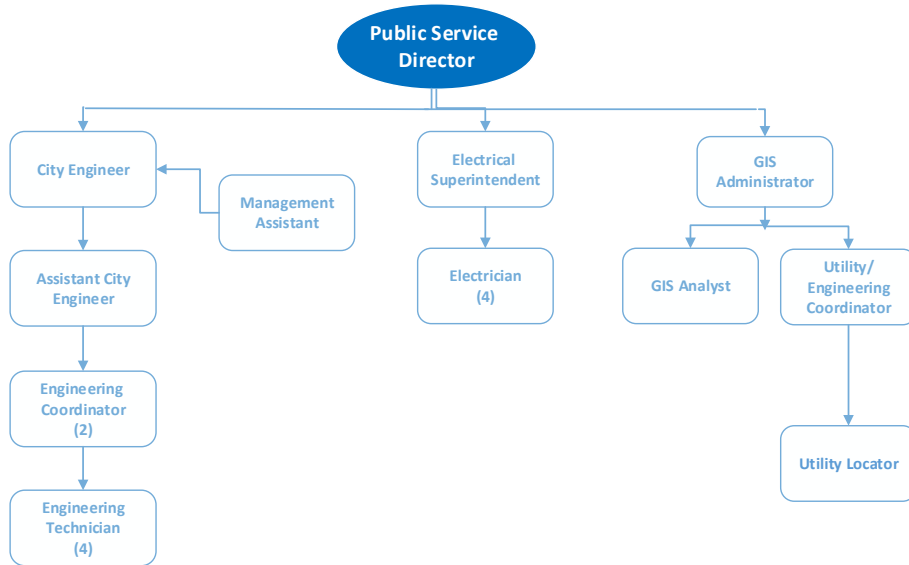 Public Service
Director
City Engineer
Management
Assistant
Assistant City
Engineer
Engineering
Coordinator
(2)
Engineering
Technician
(4)
Electrical
Superintendent
Electrician
(4)
GIS
Administrator
GIS Analyst
Utility/
Engineering
Coordinator
Utility Locator